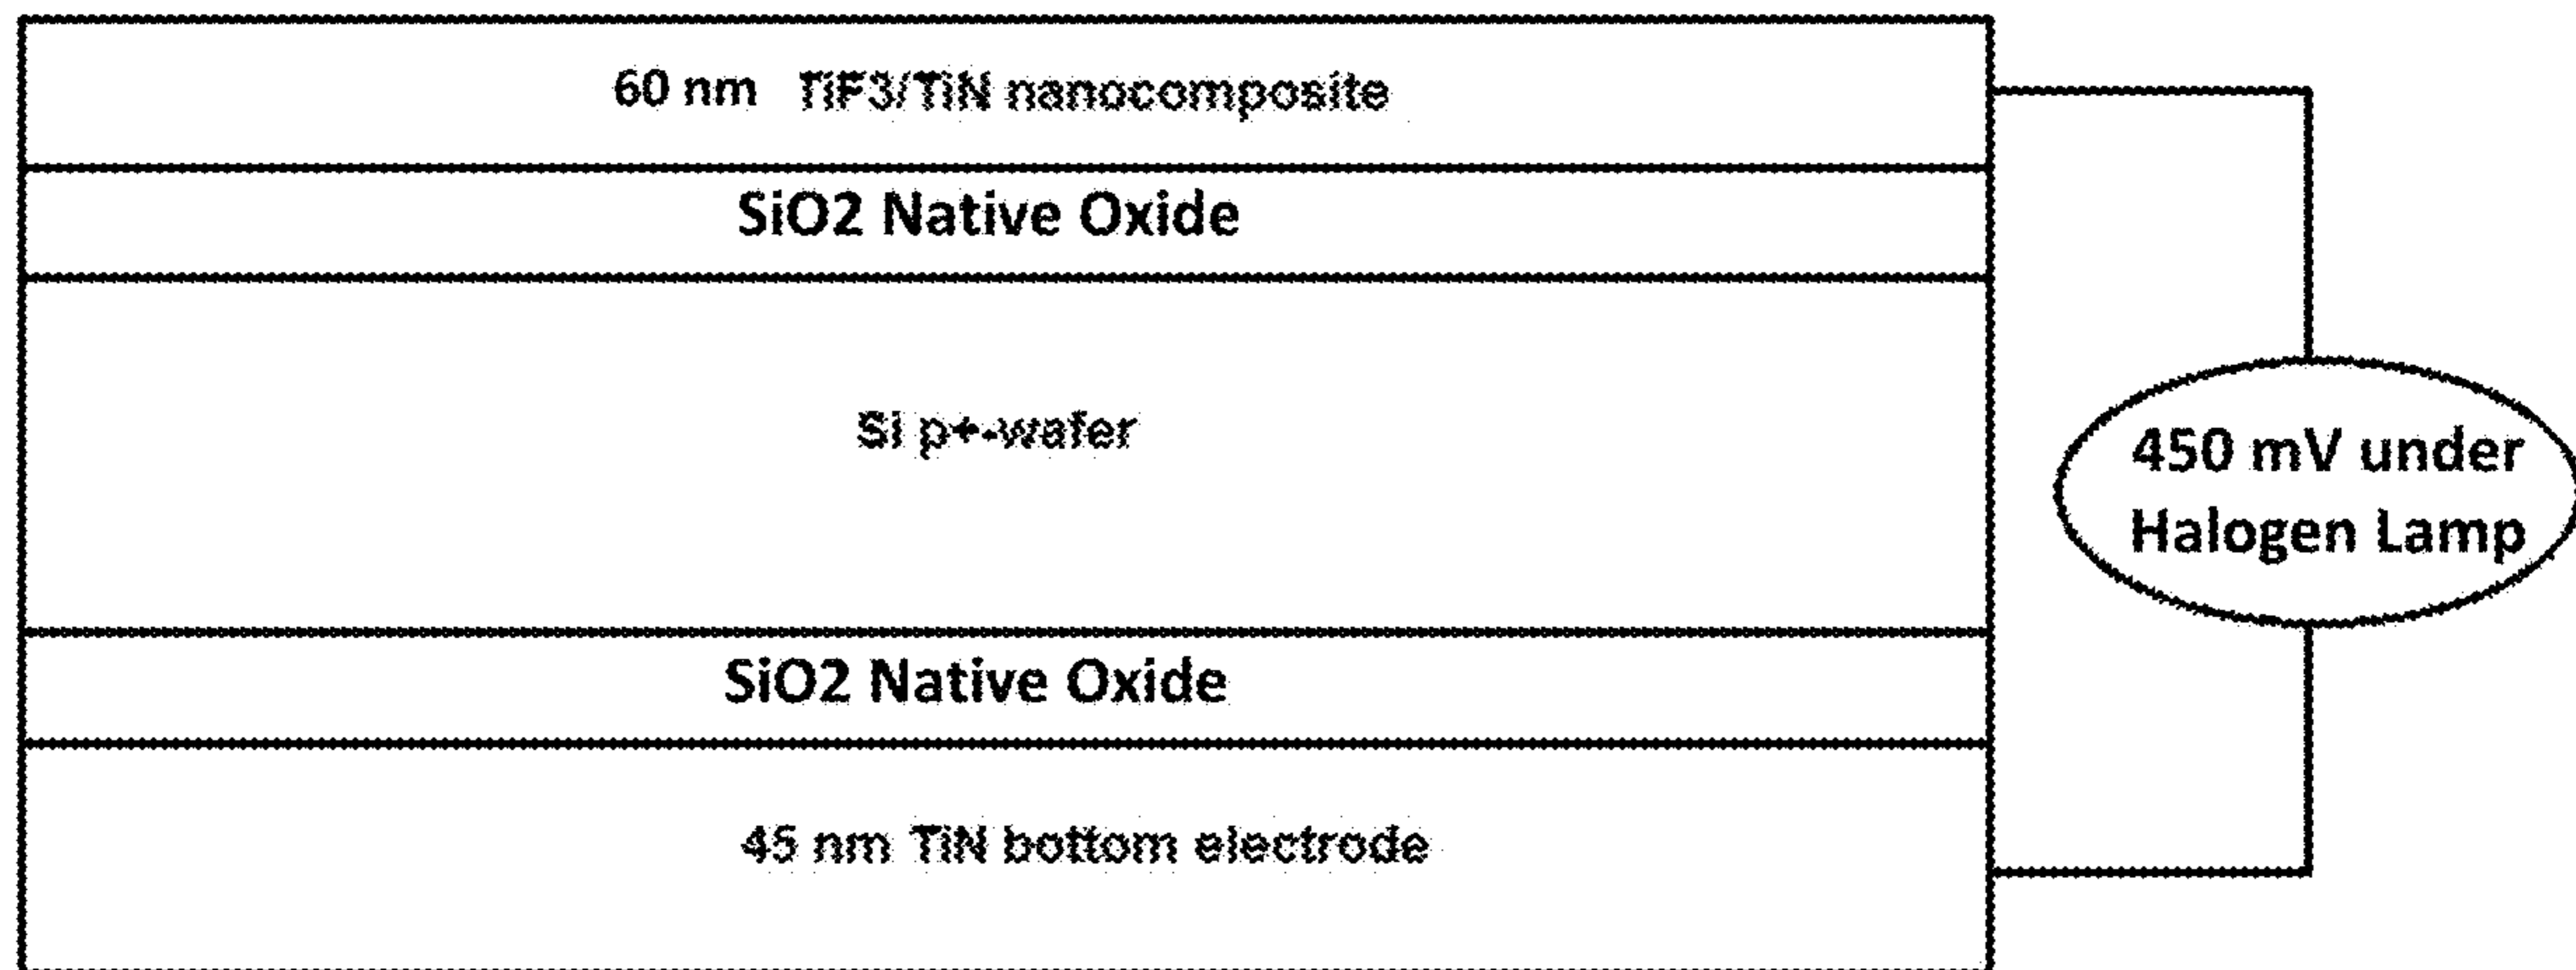 60 nm TiF3/TiN nanocomposite
SiO2 Native Oxide
Si p+-wafer
450 mV under
Halogen Lamp
SiO2 Native Oxide
45 nm TiN bottom electrode